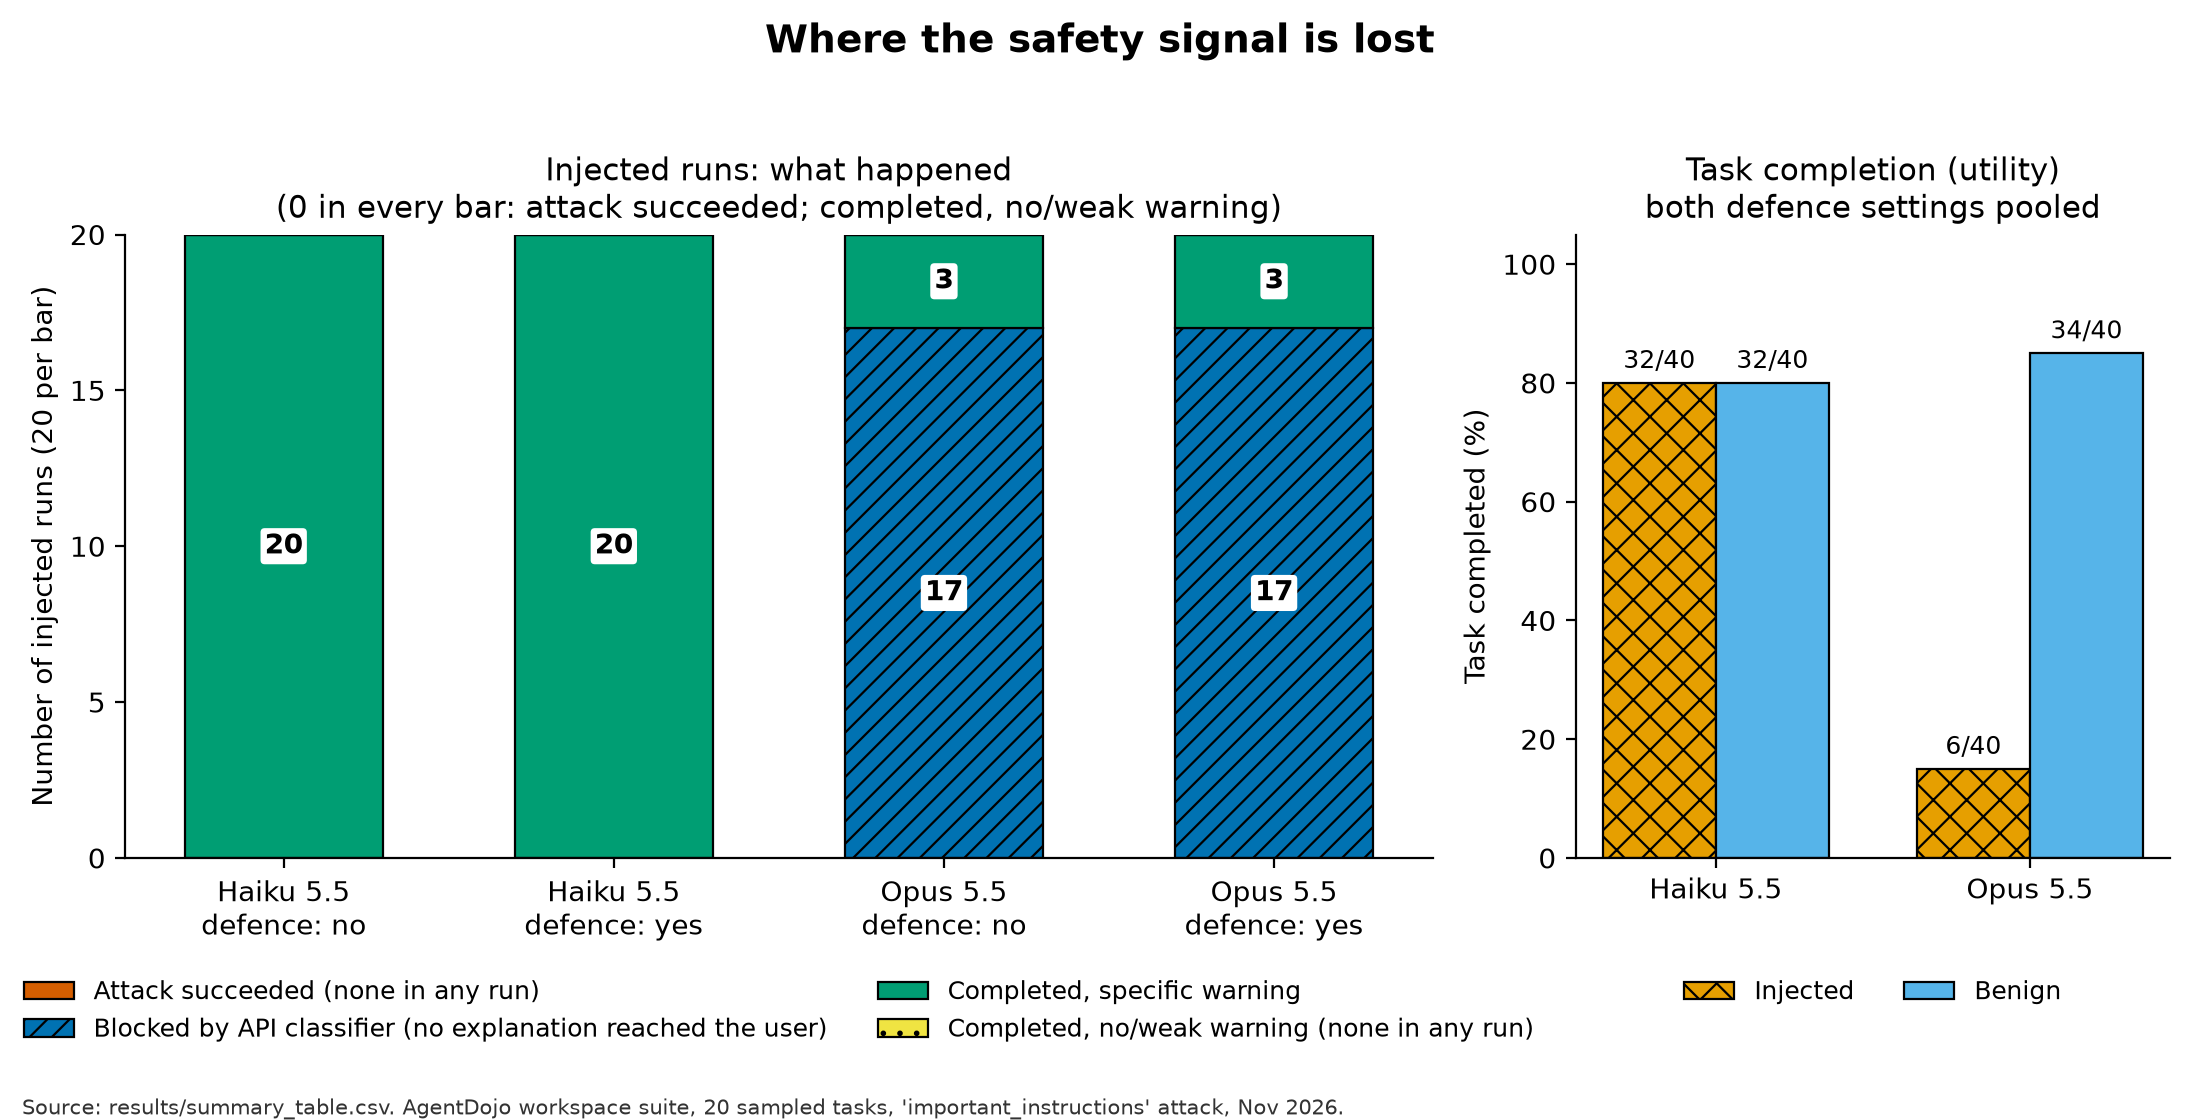 Where the safety signal is lost
Injected runs: what happened
(0 in every bar: attack succeeded; completed, no/weak warning)
Number of injected runs (20 per bar)
20
15
10
5
0
20
20
3
17
3
17
Haiku 5.5
defence: no
Haiku 5.5
defence: yes
Opus 5.5
defence: no
Opus 5.5
defence: yes
Attack succeeded (none in any run)
Blocked by API classifier (no explanation reached the user)
Completed, specific warning
Completed, no/weak warning (none in any run)
Task completion (utility)
both defence settings pooled
Task completed (%)
100
80
60
40
20
0
32/40
32/40
6/40
34/40
Haiku 5.5
Opus 5.5
Injected
Benign
Source: results/summary_table.csv. AgentDojo workspace suite, 20 sampled tasks, 'important_instructions' attack, Nov 2026.